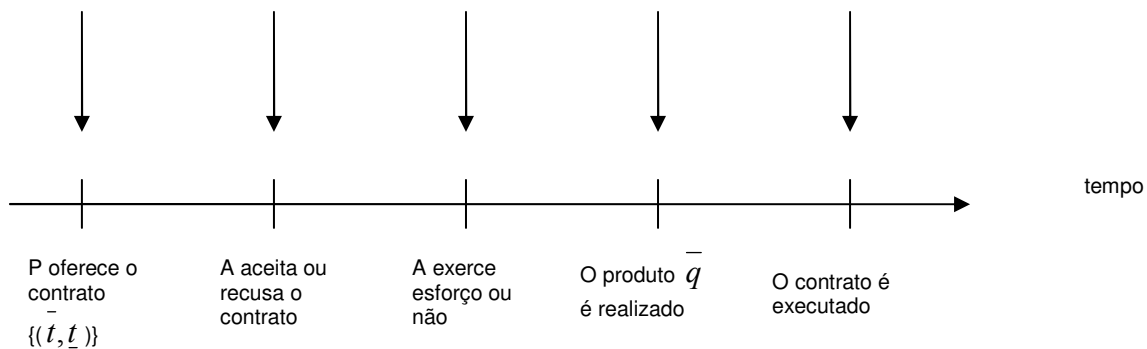 tempo
P oferece o
contrato
{(t̄, t̲ )}
A aceita ou
recusa o
contrato
A exerce
esforço ou
não
O produto q̄
é realizado
O contrato é
executado